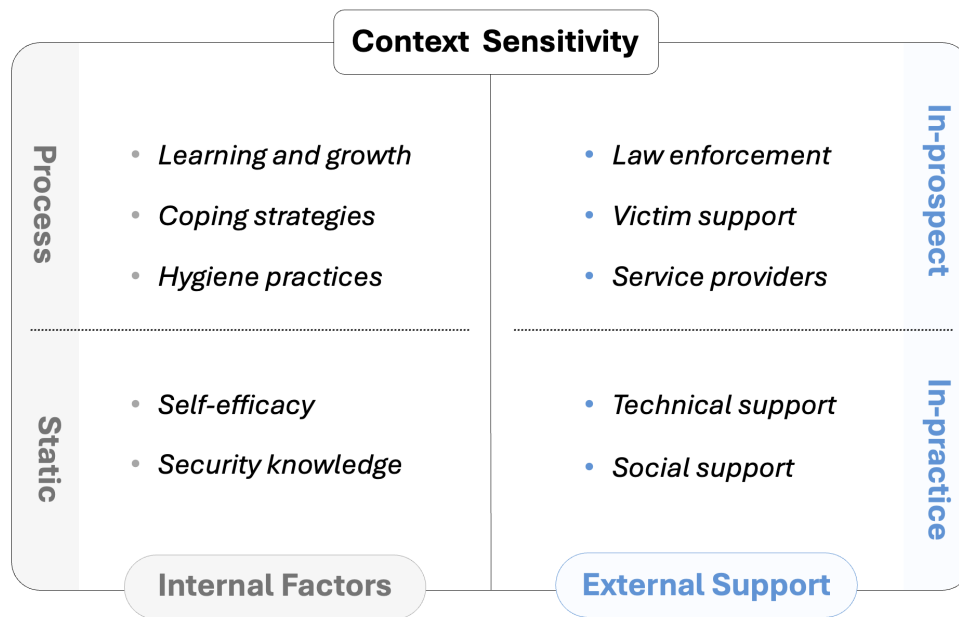 Context Sensitivity
Process
Learning and growth
Coping strategies
Hygiene practices
Static
Self-efficacy
Security knowledge
Internal Factors
Law enforcement
Victim support
Service providers
In-prospect
Technical support
Social support
In-practice
External Support